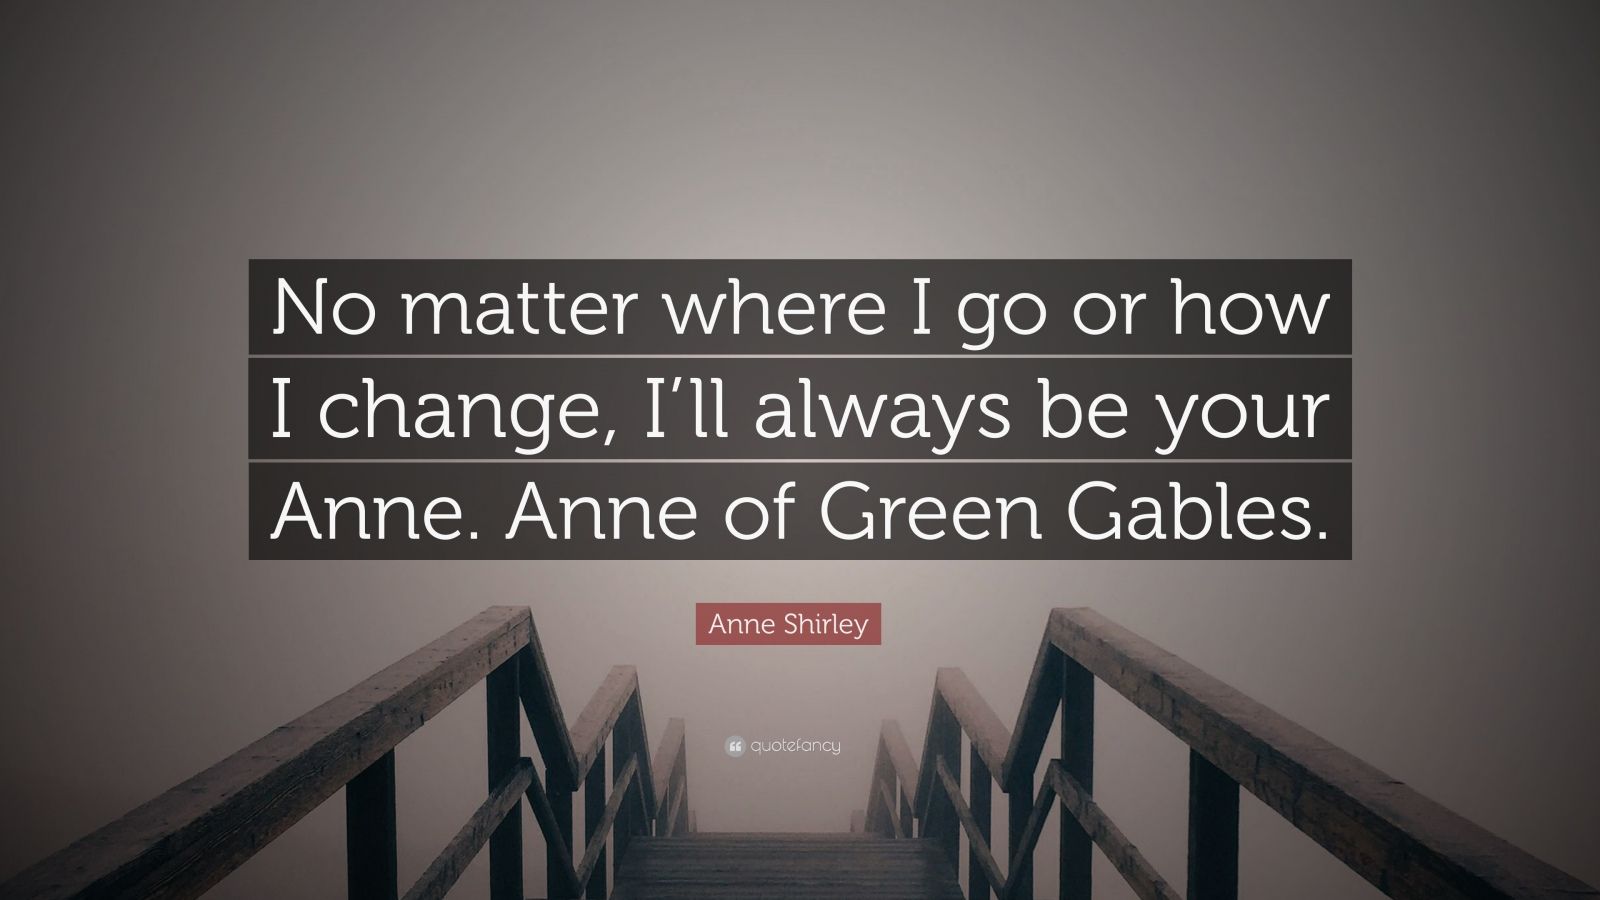 No matter where I go or how
I change, I’ll always be your
Anne. Anne of Green Gables.
Anne Shirley
quotefancy